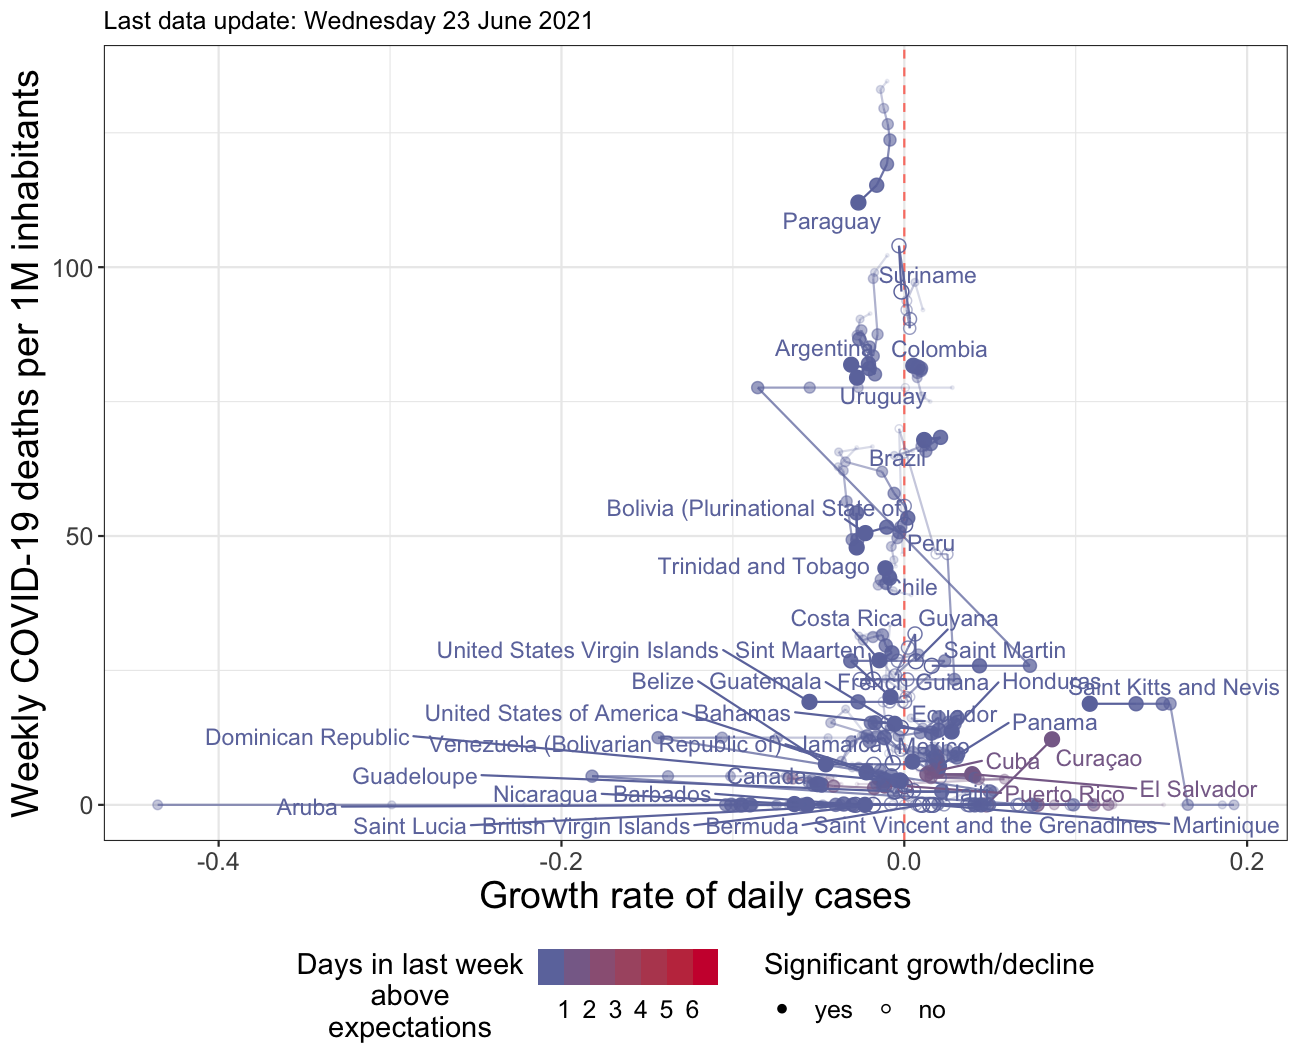 Last data update: Wednesday 23 June 2021
Weekly COVID-19 deaths per 1M inhabitants
100
50
0
Paraguay
Suriname
Argentina
Colombia
Uruguay
Brazil
Bolivia (Plurinational State of)
Peru
Trinidad and Tobago
Chile
Costa Rica
Guyana
United States Virgin Islands
Sint Maarten
Saint Martin
Belize
Guatemala
French Guiana
Honduras
Saint Kitts and Nevis
United States of America
Bahamas
Ecuador
Panama
Dominican Republic
Venezuela (Bolivarian Republic of)
Jamaica
Mexico
Cuba
Curaçao
Guadeloupe
Canada
El Salvador
Nicaragua
Barbados
Haiti
Puerto Rico
Aruba
Saint Lucia
British Virgin Islands
Bermuda
Saint Vincent and the Grenadines
Martinique
-0.4
-0.2
0.0
0.2
Growth rate of daily cases
Days in last week
above
expectations
1 2 3 4 5 6
Significant growth/decline
yes
no